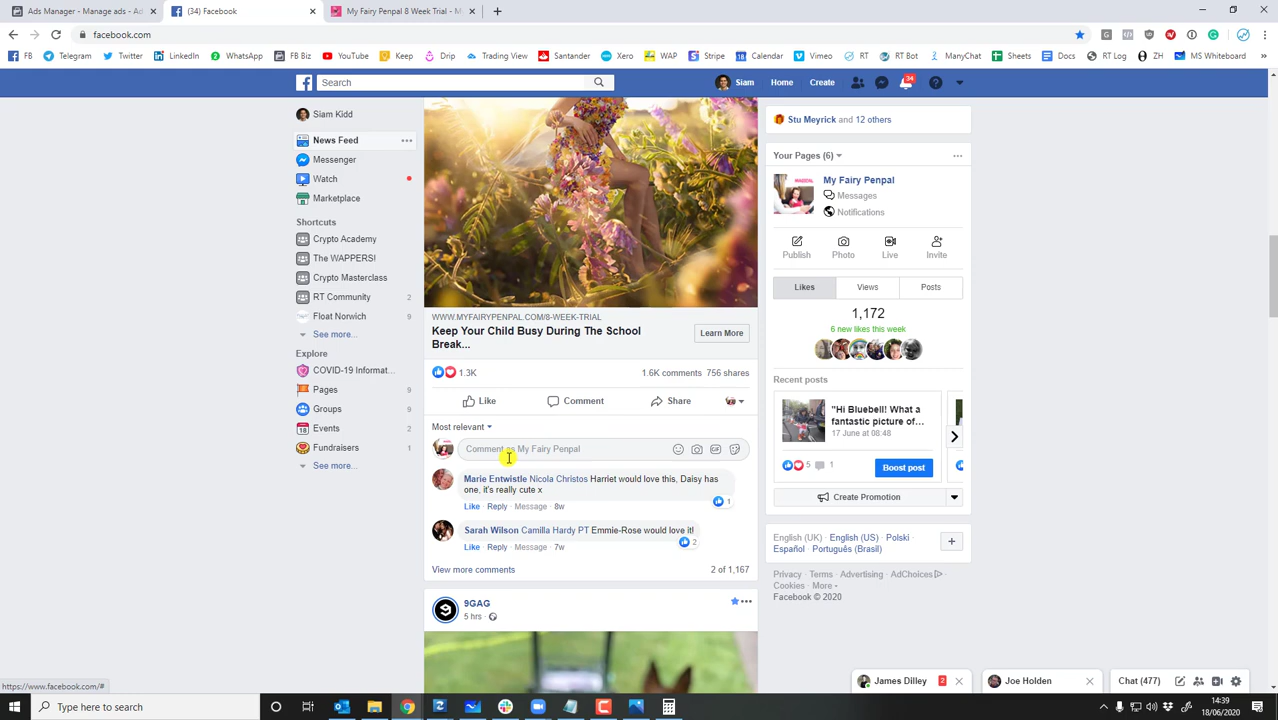 Ads Manager - Manage ads - Ad
(34) Facebook
My Fairy Penpal 8 Week Trial - M
facebook.com
FB
Telegram
Twitter
LinkedIn
WhatsApp
FB Biz
YouTube
Keep
Drip
Trading View
Santander
Xero
WAP
Stripe
Calendar
Vimeo
RT
RT Bot
ManyChat
Sheets
Docs
RT Log
ZH
MS Whiteboard
Search
Siam
Home
Create
34
Siam Kidd
News Feed
Messenger
Watch
Marketplace
Shortcuts
Crypto Academy
The WAPPERS!
Crypto Masterclass
RT Community 2
Float Norwich 9
See more...
Explore
COVID-19 Informat...
Pages 9
Groups 9
Events 9
Fundraisers
See more...
WWW.MYFAIRYPENPAL.COM/8-WEEK-TRIAL
Keep Your Child Busy During The School
Break...
Learn More
1.3K
1.6K comments 756 shares
Like
Comment
Share
Most relevant
Comment as My Fairy Penpal
Marie Entwistle Nicola Christos Harriet would love this, Daisy has
one, it's really cute x
1
Like Reply Message 8w
Sarah Wilson Camilla Hardy PT Emmie-Rose would love it!
2
Like Reply Message 7w
View more comments
2 of 1,167
9GAG
5 hrs
Stu Meyrick and 12 others
Your Pages (6)
My Fairy Penpal
Messages
Notifications
Publish
Photo
Live
Invite
Likes
Views
Posts
1,172
6 new likes this week
Recent posts
"Hi Bluebell! What a
fantastic picture of...
17 June at 08:48
5
1
Boost post
Create Promotion
English (UK) · English (US) · Polski ·
Español · Português (Brasil)
Privacy · Terms · Advertising · AdChoices
Cookies · More
Facebook © 2020
https://www.facebook.com/#
James Dilley 2
Joe Holden
Chat (477)
Type here to search
14:39
18/06/2020